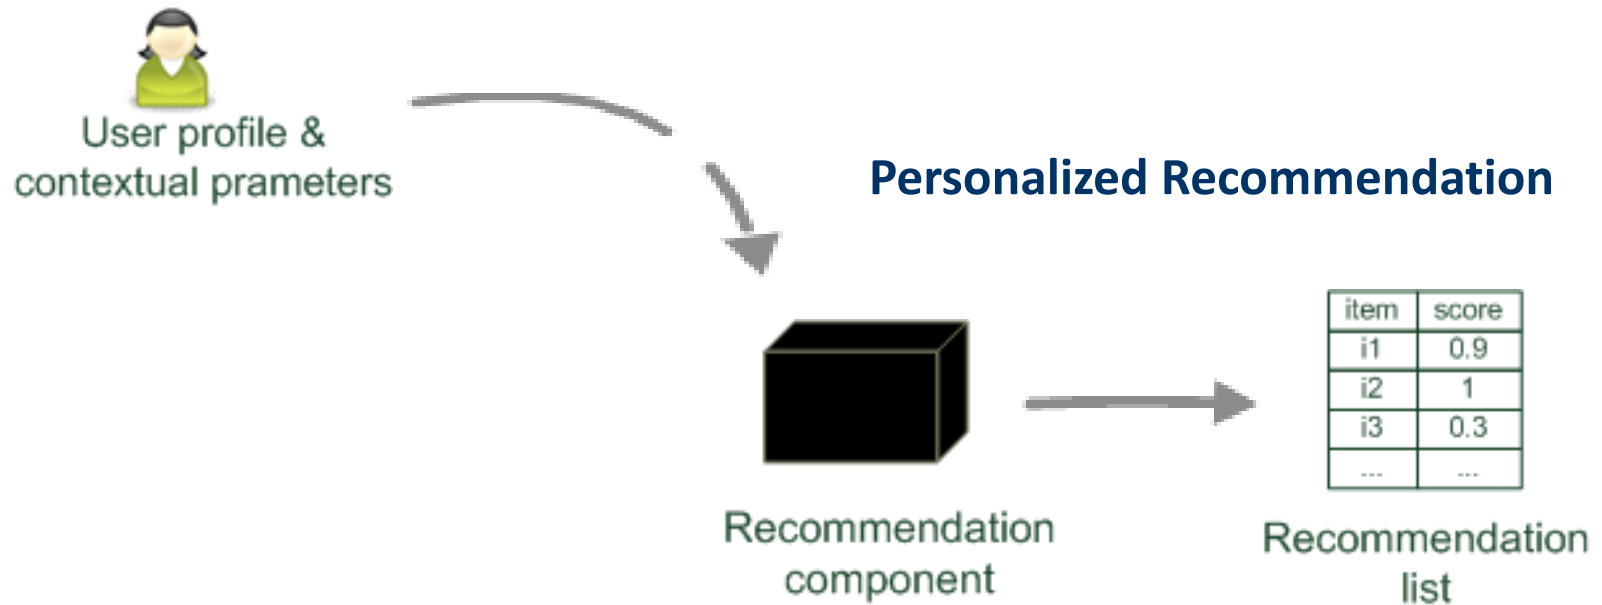 User profile &
contextual prameters
Personalized Recommendation
item score
i1 0.9
i2 1
i3 0.3
... ...
Recommendation
component
Recommendation
list